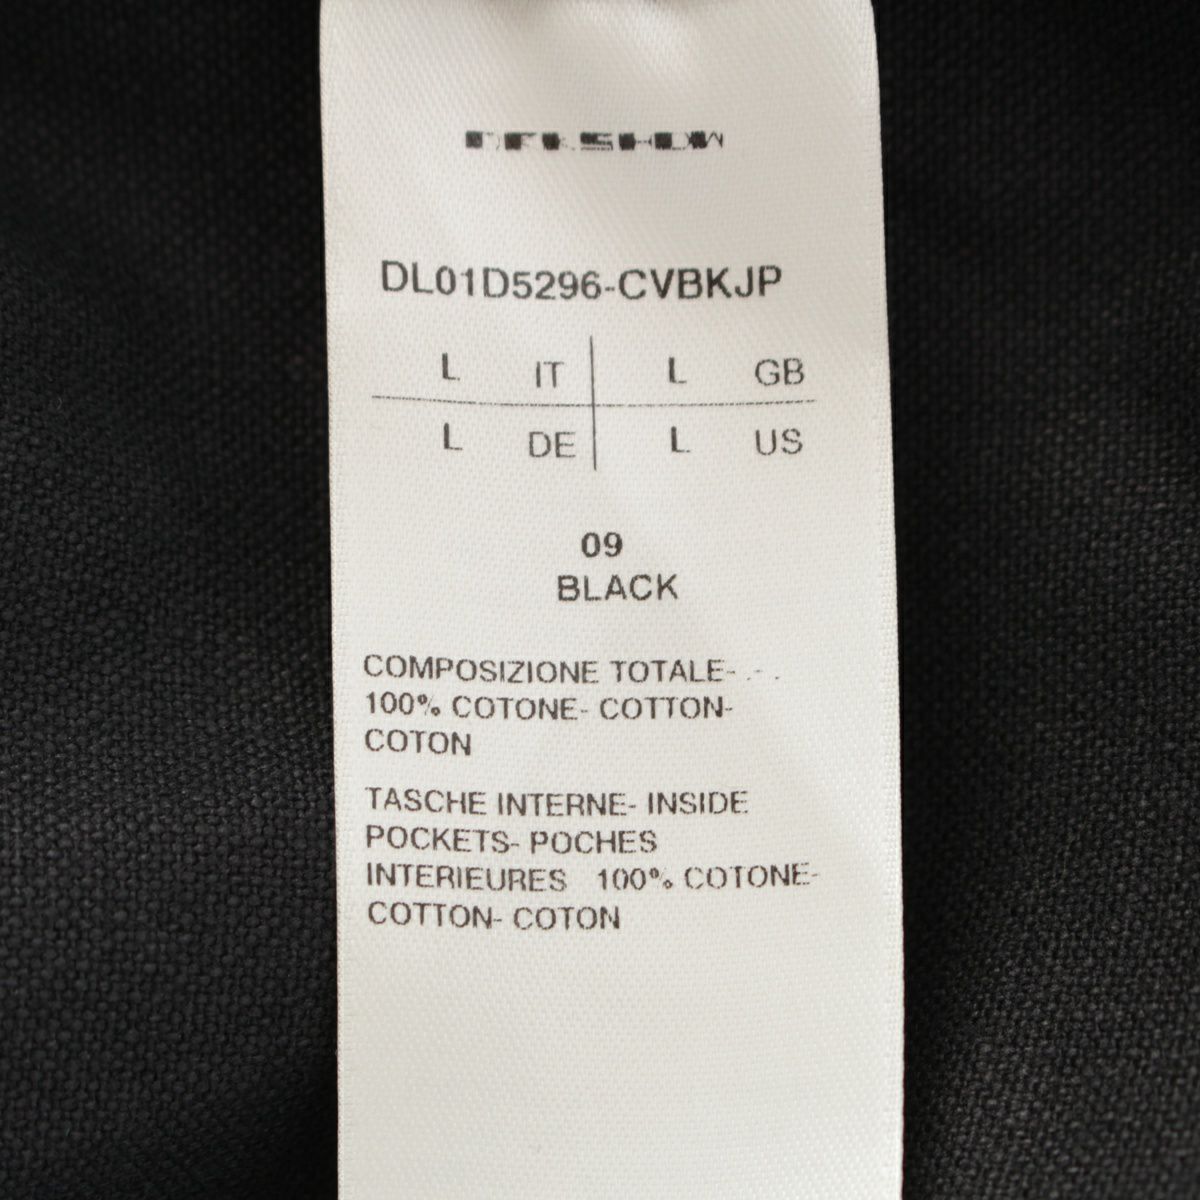 DRKSHDW
DL01D5296-CVBKJP
L IT L GB
L DE L US
09
BLACK
COMPOSIZIONE TOTALE-
100% COTONE- COTTON-
COTON
TASCHE INTERNE- INSIDE
POCKETS- POCHES
INTERIEURES 100% COTONE-
COTTON- COTON